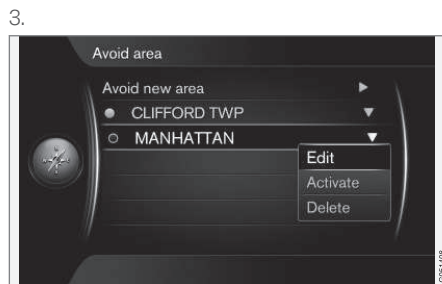 3.
Avoid area
Avoid new area
CLIFFORD TWP
MANHATTAN
Edit
Activate
Delete